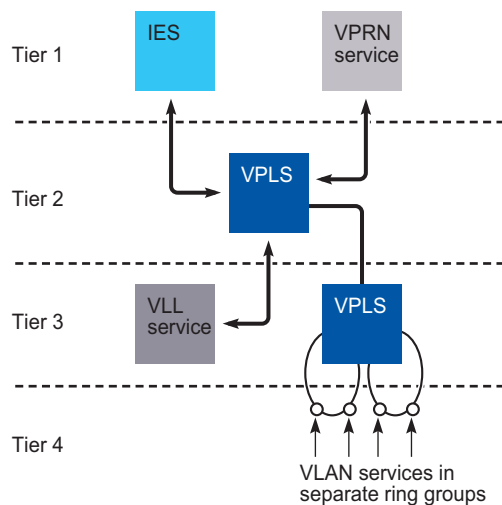 Tier 1
IES
VPRN
service
Tier 2
VPLS
Tier 3
VLL
service
VPLS
Tier 4
VLAN services in
separate ring groups